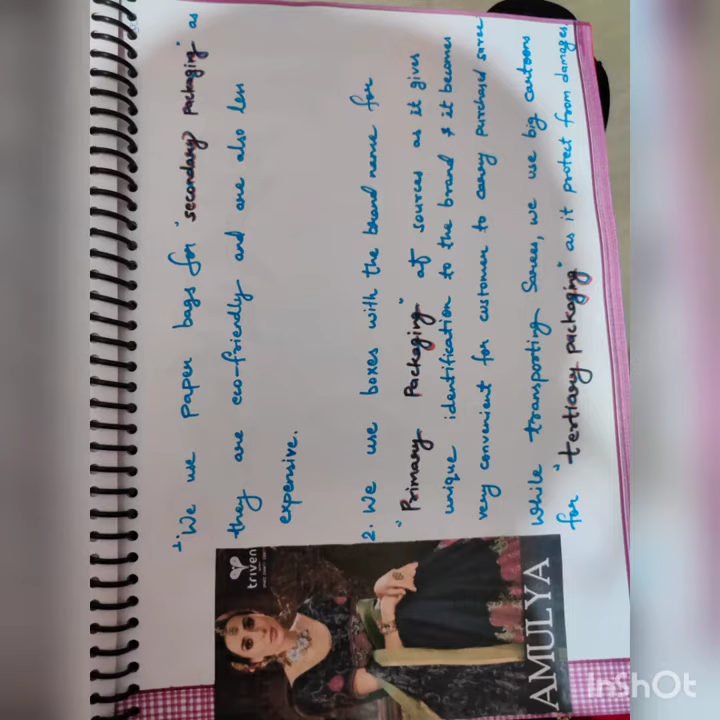 1. We use paper bags for "secondary packaging" as
they are eco-friendly and are also less
expensive.
2. We use boxes with the brand name for
"Primary Packaging" of sarees as it gives
unique identification to the brand & it becomes
very convenient for customer to carry purchased saree
while transporting Sarees, we use big cartoons
for "tertiary packaging" as it protect from damages.
triven
AMULYA
InShOt